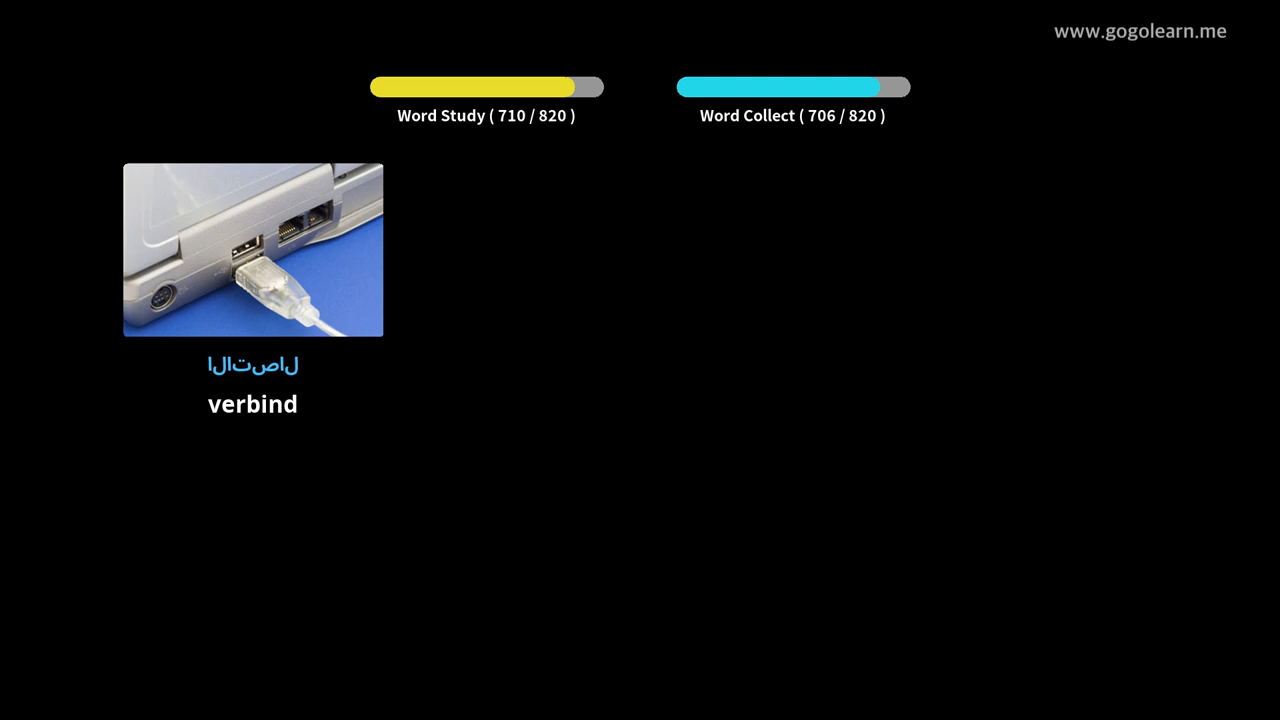 www.gogolearn.me
Word Study ( 710 / 820 )
Word Collect ( 706 / 820 )
الاتصال
verbind